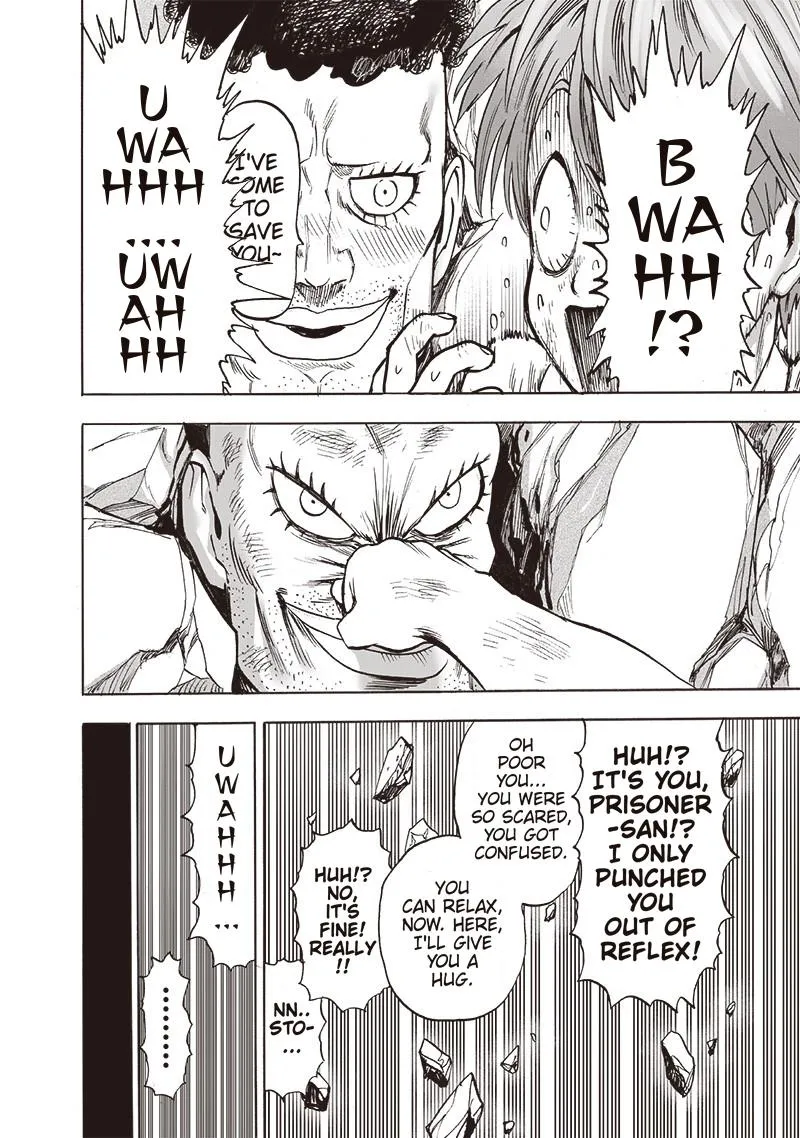 B
WA
HH
!?
I'VE
COME
TO
SAVE
YOU~
U
WA
HHH
....
UW
AH
HH
HUH!?
IT'S YOU,
PRISONER
-SAN!?
I ONLY
PUNCHED
YOU
OUT OF
REFLEX!
OH
POOR
YOU...
YOU WERE
SO SCARED,
YOU GOT
CONFUSED.
YOU
CAN RELAX,
NOW. HERE,
I'LL GIVE
YOU A
HUG.
HUH!?
NO,
IT'S
FINE!
REALLY
!!
NN..
STO-
...
U
W
A
H
H
H
...
.........